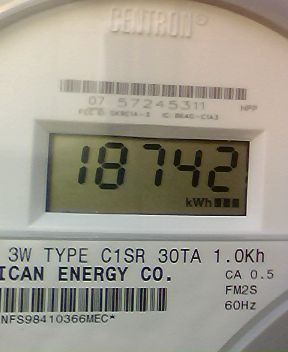 CENTRON®
07 57245311
HPP
18742
kWh
3W TYPE C1SR 30TA 1.0Kh
ICAN ENERGY CO.
CA 0.5
FM2S
60Hz
NFS98410366MEC*